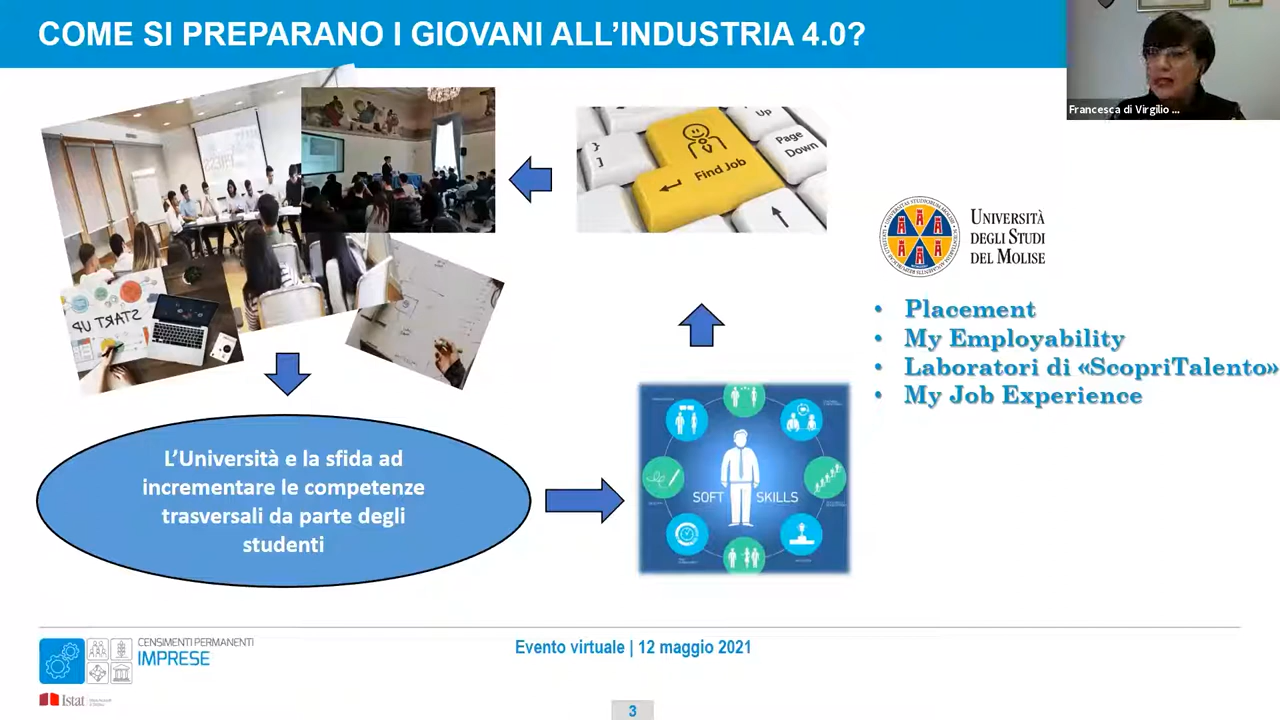 COME SI PREPARANO I GIOVANI ALL'INDUSTRIA 4.0?
Francesca di Virgilio ...
Up
Page
Down
}
]
Find Job
START UP
UNIVERSITÀ
DEGLI STUDI
DEL MOLISE
• Placement
• My Employability
• Laboratori di «ScopriTalento»
• My Job Experience
L'Università e la sfida ad
incrementare le competenze
trasversali da parte degli
studenti
SOFT SKILLS
CENSIMENTI PERMANENTI
IMPRESE
Istat
Evento virtuale | 12 maggio 2021
3